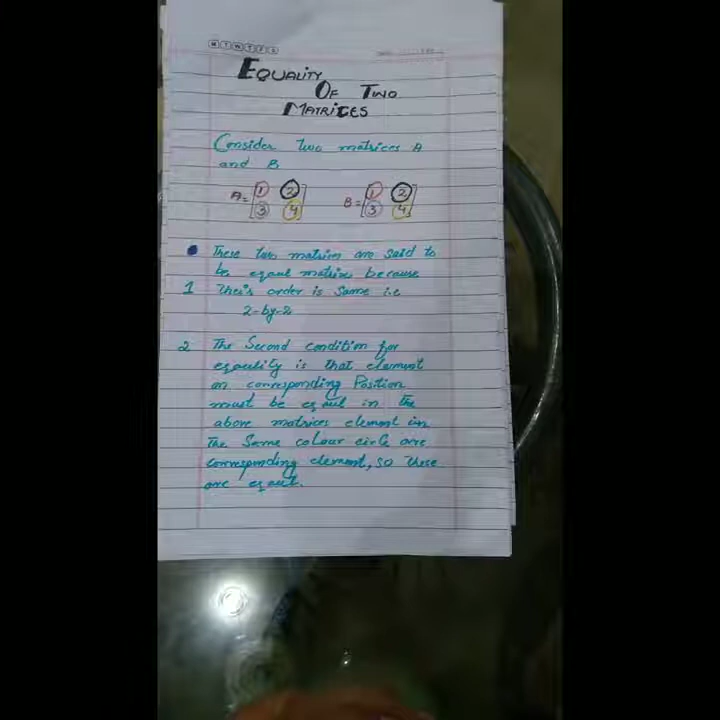 M T W T F S
EQUALITY
OF TWO
MATRICES
Consider two matrices A
and B
A = [1 2 B = [1 2
3 4] 3 4]
These two matrices are said to
be equal matrices because
1 Their order is same i.e
2-by-2
2 The Second condition for
equality is that element
on corresponding Position
must be equal in the
above matrices element in
The Same colour circle are
corresponding element, so these
are equal.